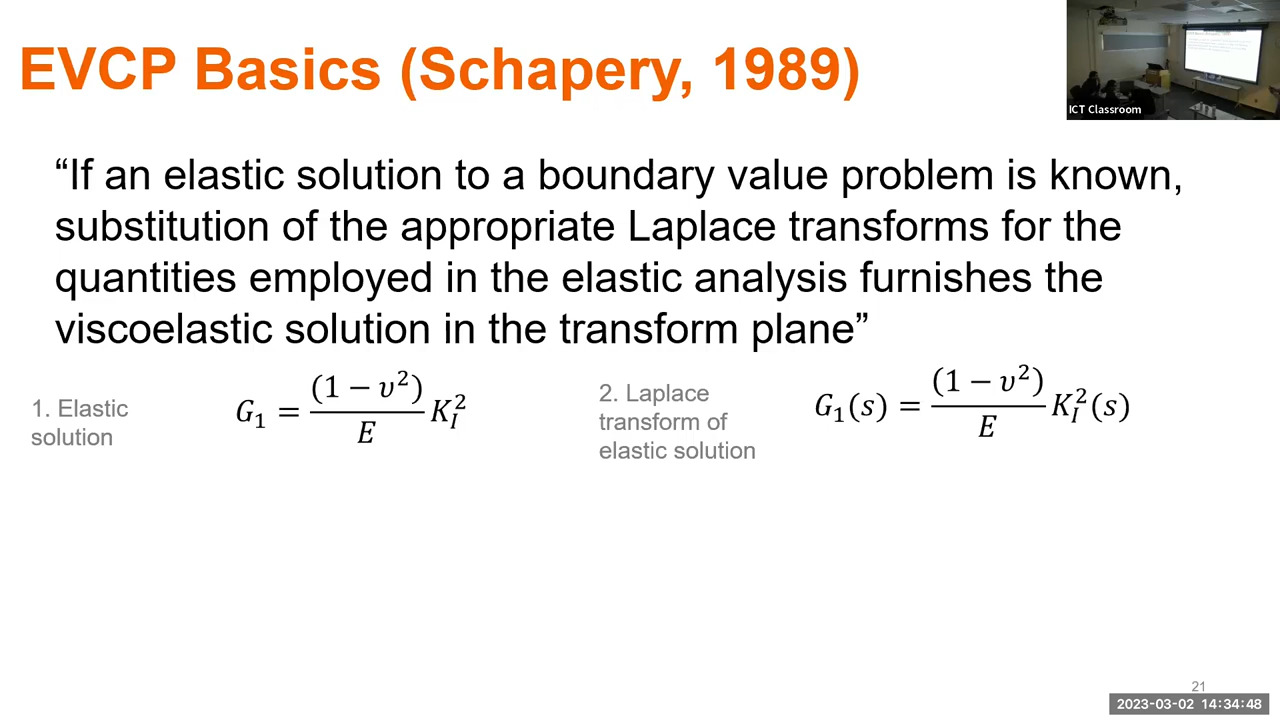 EVCP Basics (Schapery, 1989)
ICT Classroom
“If an elastic solution to a boundary value problem is known,
substitution of the appropriate Laplace transforms for the
quantities employed in the elastic analysis furnishes the
viscoelastic solution in the transform plane”
1. Elastic
solution
G₁ = (1 − υ²) / E K_I²
2. Laplace
transform of
elastic solution
G₁(s) = (1 − υ²) / E K_I²(s)
21
2023-03-02 14:34:48